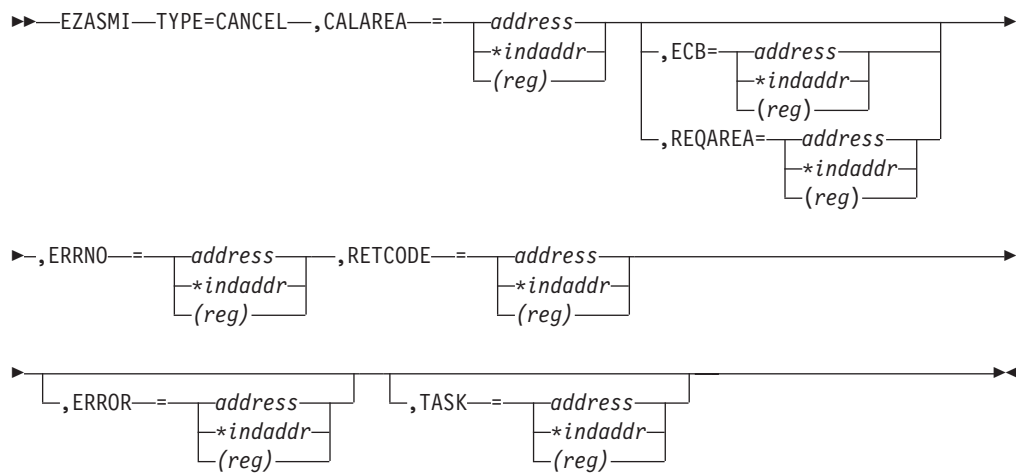 EZASMI TYPE=CANCEL ,CALAREA = address ,ECB= address
*indaddr *indaddr
(reg) (reg)
,REQAREA= address
*indaddr
(reg)
,ERRNO = address ,RETCODE = address
*indaddr *indaddr
(reg) (reg)
,ERROR = address ,TASK = address
*indaddr *indaddr
(reg) (reg)